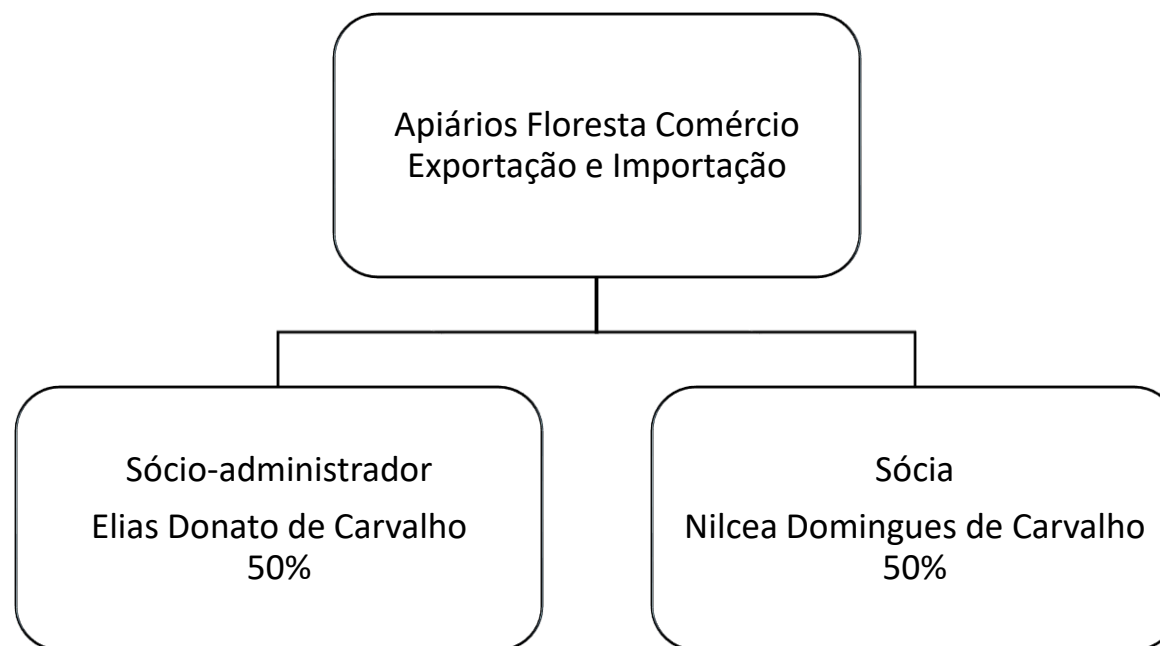 Apiários Floresta Comércio
Exportação e Importação
Sócio-administrador
Elias Donato de Carvalho
50%
Sócia
Nilcea Domingues de Carvalho
50%